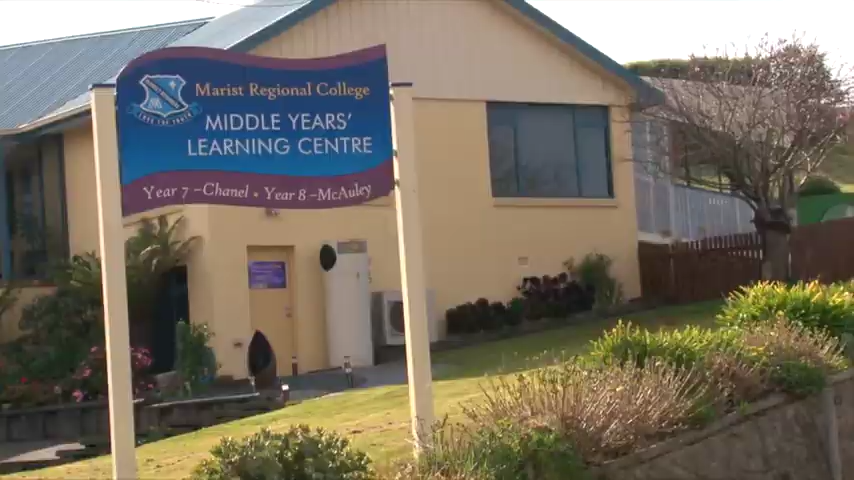 Marist Regional College
MIDDLE YEARS'
LEARNING CENTRE
Year 7 – Chanel • Year 8 – McAuley